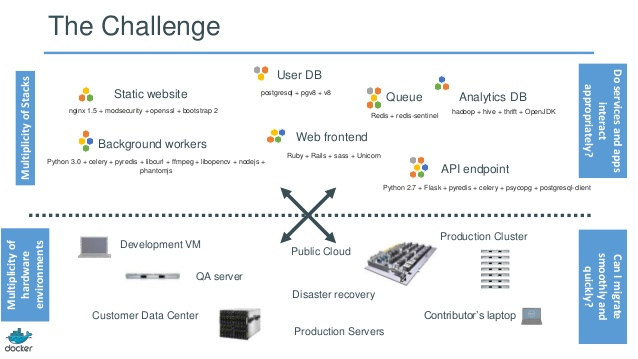 The Challenge
Multiplicity of Stacks
Static website
nginx 1.5 + modsecurity + openssl + bootstrap 2
User DB
postgresql + pgv8 + v8
Queue
Redis + redis-sentinel
Analytics DB
hadoop + hive + thrift + OpenJDK
Background workers
Python 3.0 + celery + pyredis + libcurl + ffmpeg + libopencv + nodejs +
phantomjs
Web frontend
Ruby + Rails + sass + Unicorn
API endpoint
Python 2.7 + Flask + pyredis + celery + psycopg + postgresql-client
Do services and apps
interact
appropriately?
Multiplicity of
hardware
environments
Development VM
QA server
Customer Data Center
Public Cloud
Disaster recovery
Production Servers
Production Cluster
Contributor's laptop
Can I migrate
smoothly and
quickly?
docker